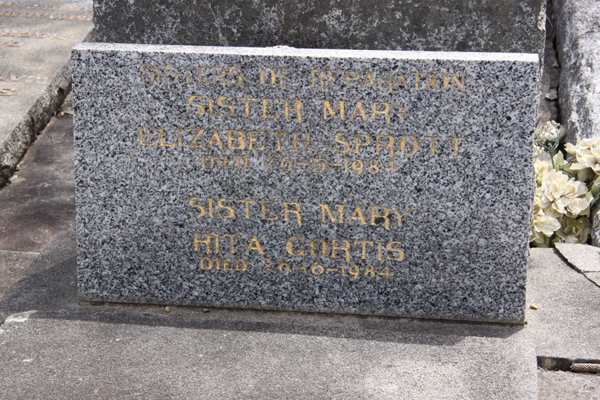 SISTERS OF REPARATION
SISTER MARY
ELIZABETH SPROTT
DIED
SISTER MARY
RITA CURTIS
DIED 26-6-1984